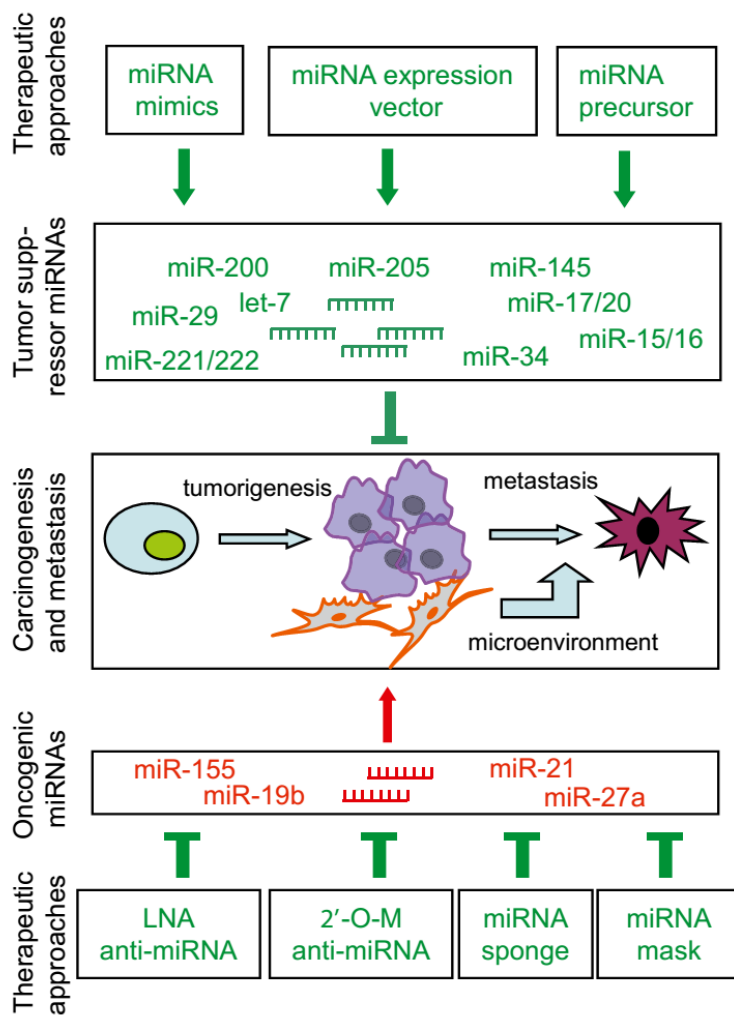 Therapeutic
approaches
miRNA
mimics
miRNA expression
vector
miRNA
precursor
Tumor supp-
ressor miRNAs
miR-200
miR-205
miR-145
miR-29
let-7
miR-17/20
miR-221/222
miR-34
miR-15/16
Carcinogenesis
and metastasis
tumorigenesis
metastasis
microenvironment
Oncogenic
miRNAs
miR-155
miR-19b
miR-21
miR-27a
Therapeutic
approaches
LNA
anti-miRNA
2′-O-M
anti-miRNA
miRNA
sponge
miRNA
mask